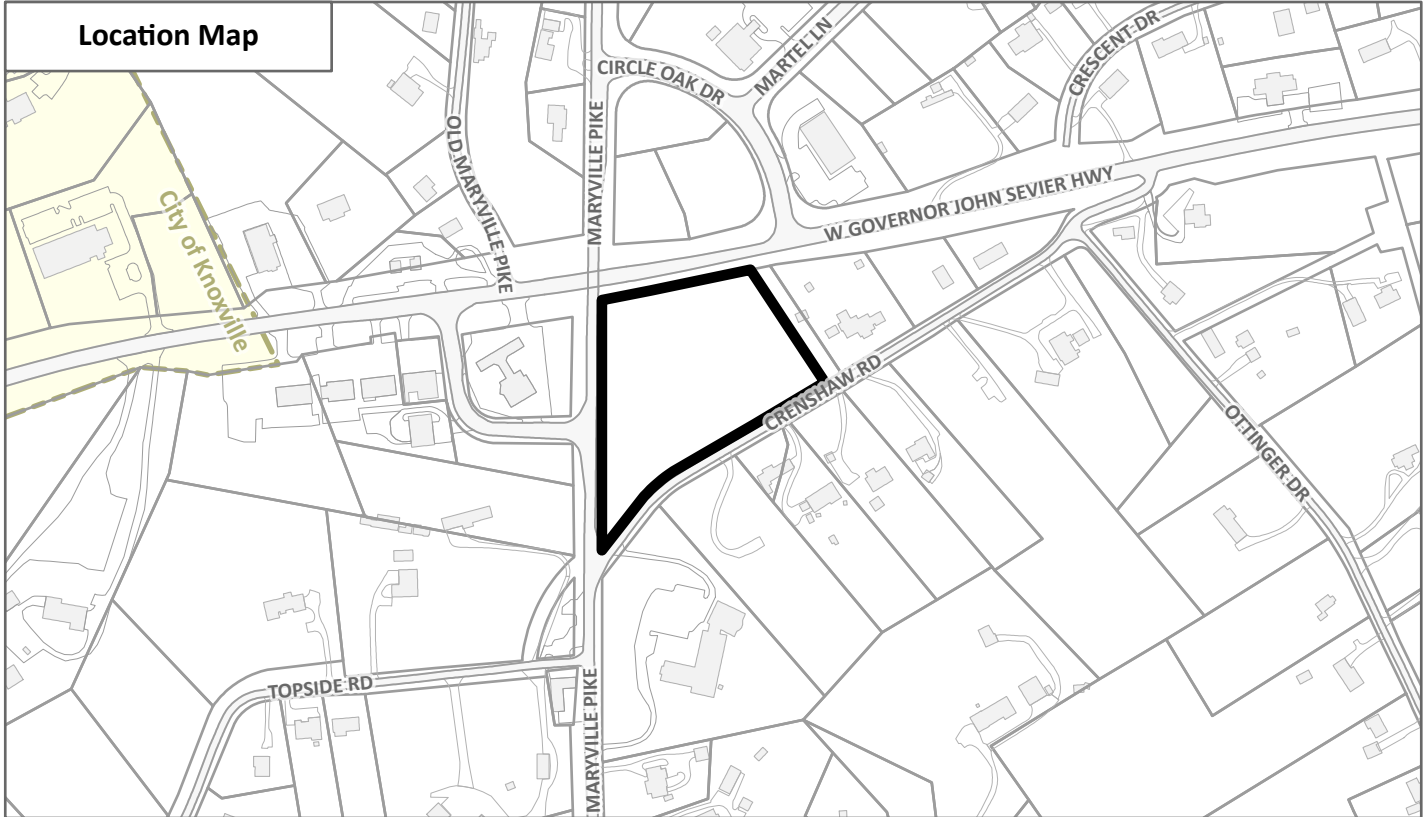 Location Map
CIRCLE OAK DR
MARTEL LN
CRESCENT DR
OLD MARYVILLE PIKE
MARYVILLE PIKE
W GOVERNOR JOHN SEVIER HWY
City of Knoxville
CRENSHAW RD
OTTINGER DR
TOPSIDE RD
MARYVILLE PIKE